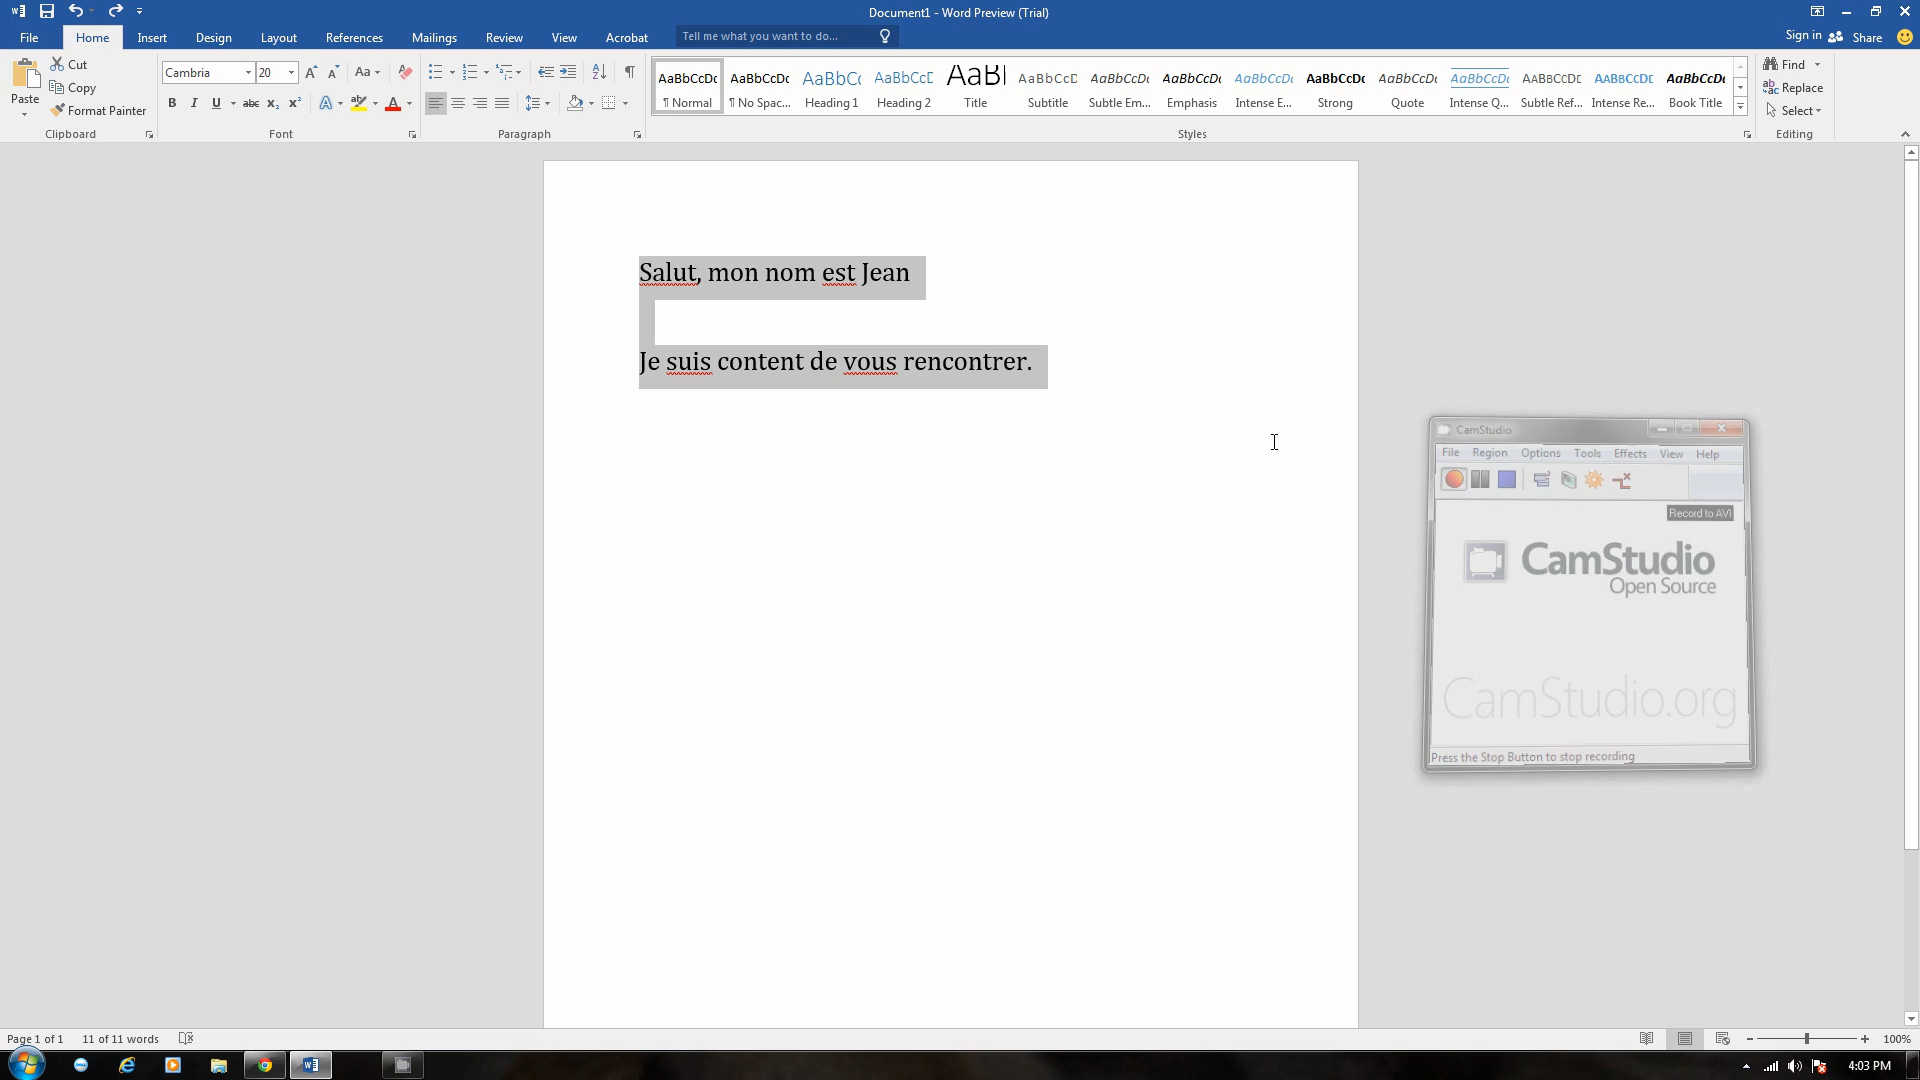 Document1 - Word Preview (Trial)
File Home Insert Design Layout References Mailings Review View Acrobat Tell me what you want to do... Sign in Share
Paste
Cut
Copy
Format Painter
Clipboard
Cambria 20
Font
Paragraph
AaBbCcDc ¶ Normal
AaBbCcDc ¶ No Spac...
AaBbCc Heading 1
AaBbCcD Heading 2
AaBl Title
AaBbCcD Subtitle
AaBbCcDc Subtle Em...
AaBbCcDc Emphasis
AaBbCcDc Intense E...
AaBbCcDc Strong
AaBbCcDc Quote
AaBbCcDc Intense Q...
AABBCCDE Subtle Ref...
AABBCCDE Intense Re...
AaBbCcDc Book Title
Styles
Find
Replace
Select
Editing
Salut, mon nom est Jean
Je suis content de vous rencontrer.
CamStudio
File Region Options Tools Effects View Help
Record to AVI
CamStudio
Open Source
CamStudio.org
Press the Stop Button to stop recording
Page 1 of 1 11 of 11 words 100%
4:03 PM